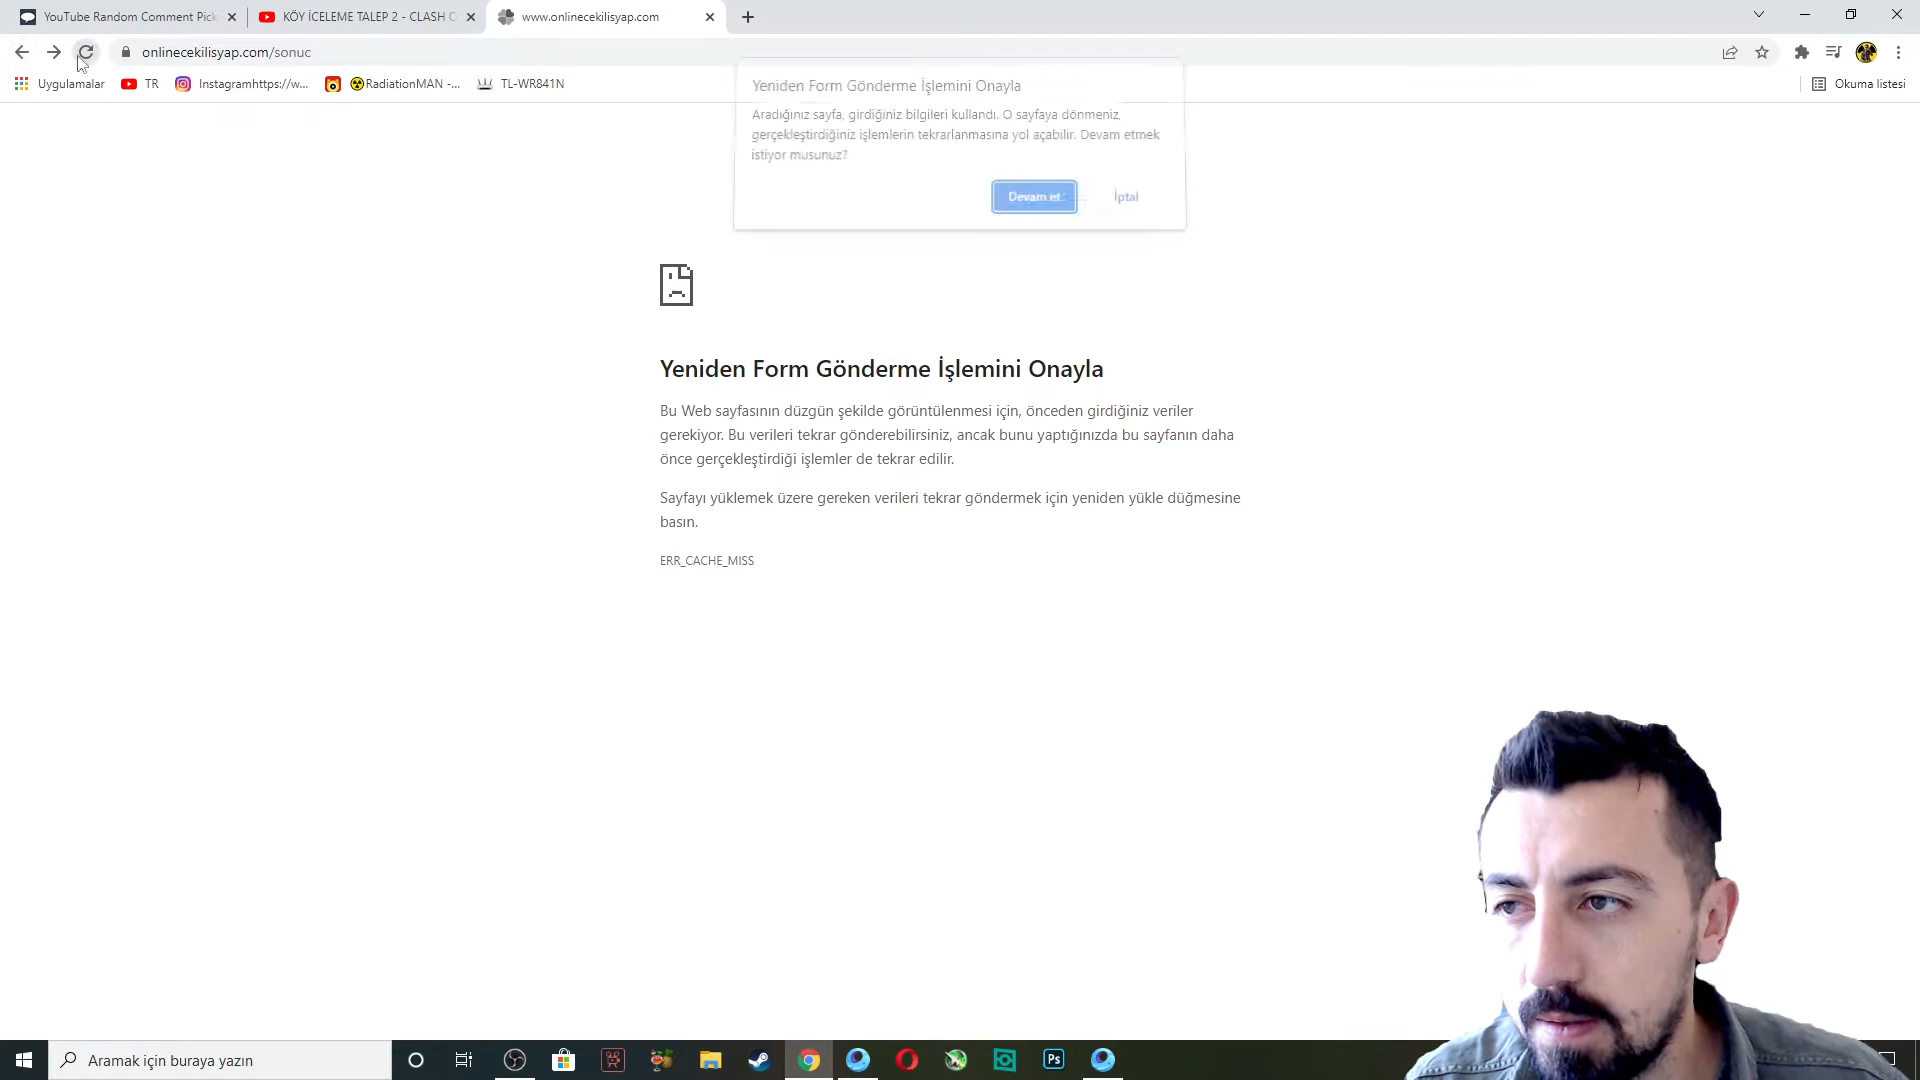 YouTube Random Comment Pick
KÖY İCELEME TALEP 2 - CLASH O
www.onlinecekilisyap.com
onlinecekilisyap.com/sonuc
Uygulamalar
TR
Instagramhttps://w...
RadiationMAN -...
TL-WR841N
Okuma listesi
Yeniden Form Gönderme İşlemini Onayla
Aradığınız sayfa, girdiğiniz bilgileri kullandı. O sayfaya dönmeniz,
gerçekleştirdiğiniz işlemlerin tekrarlanmasına yol açabilir. Devam etmek
istiyor musunuz?
Devam et
İptal
Yeniden Form Gönderme İşlemini Onayla
Bu Web sayfasının düzgün şekilde görüntülenmesi için, önceden girdiğiniz veriler
gerekiyor. Bu verileri tekrar gönderebilirsiniz, ancak bunu yaptığınızda bu sayfanın daha
önce gerçekleştirdiği işlemler de tekrar edilir.
Sayfayı yüklemek üzere gereken verileri tekrar göndermek için yeniden yükle düğmesine
basın.
ERR_CACHE_MISS
Aramak için buraya yazın
Ps